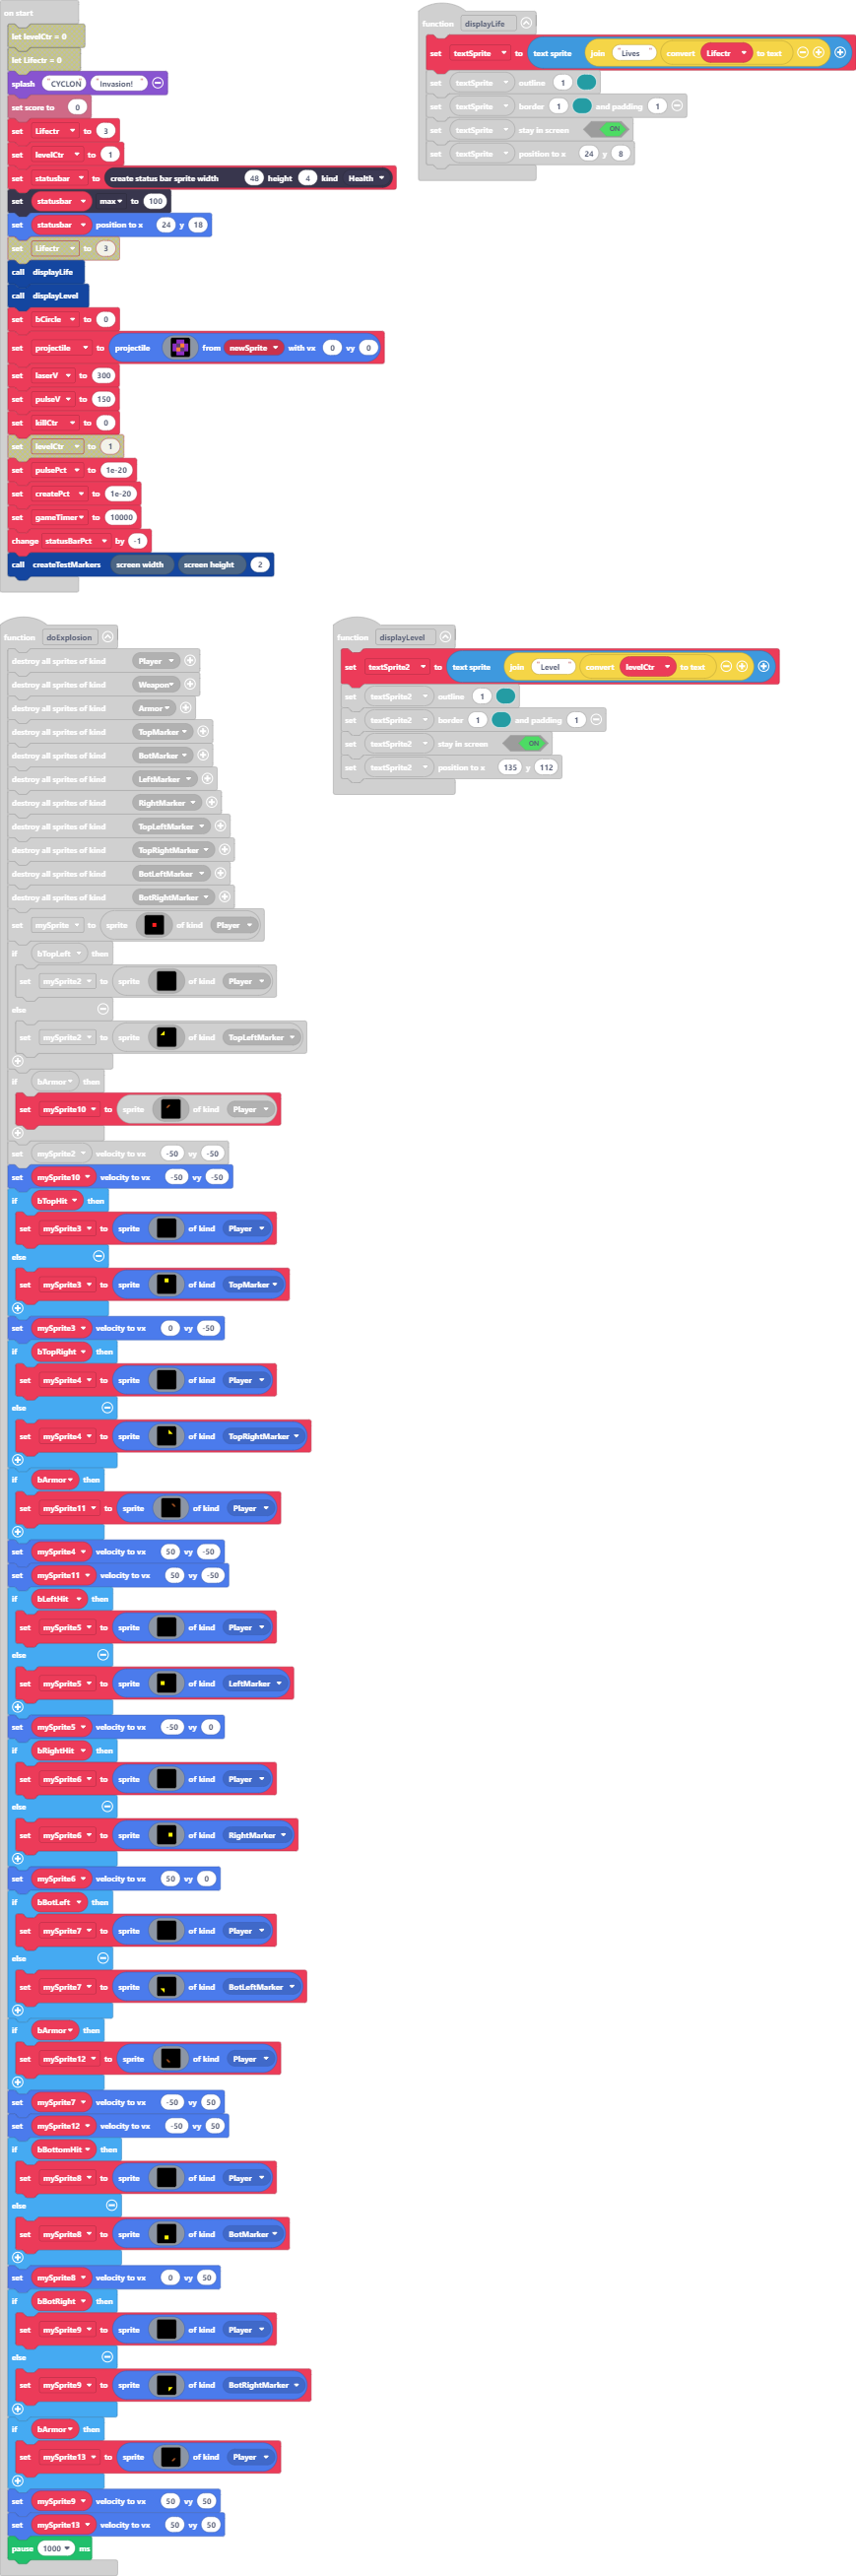 on start
let levelCtr = 0
let Lifectr = 0
splash "CYCLON" "Invasion!"
set score to 0
set Lifectr to 3
set levelCtr to 1
set statusbar to create status bar sprite width 48 height 4 kind Health
set statusbar max to 100
set statusbar position to x 24 y 18
set Lifectr to 3
call displayLife
call displayLevel
set bCircle to 0
set projectile to projectile from newSprite with vx 0 vy 0
set laserV to 300
set pulseV to 150
set killCtr to 0
set levelCtr to 1
set pulsePct to 1e-20
set createPct to 1e-20
set gameTimer to 10000
change statusBarPct by -1
call createTestMarkers screen width screen height 2
function displayLife
set textSprite to text sprite join "Lives" convert Lifectr to text
set textSprite outline 1
set textSprite border 1 and padding 1
set textSprite stay in screen ON
set textSprite position to x 24 y 8
function doExplosion
destroy all sprites of kind Player
destroy all sprites of kind Weapon
destroy all sprites of kind Armor
destroy all sprites of kind TopMarker
destroy all sprites of kind BotMarker
destroy all sprites of kind LeftMarker
destroy all sprites of kind RightMarker
destroy all sprites of kind TopLeftMarker
destroy all sprites of kind TopRightMarker
destroy all sprites of kind BotLeftMarker
destroy all sprites of kind BotRightMarker
set mySprite to sprite of kind Player
if bTopLeft then
set mySprite2 to sprite of kind Player
else
set mySprite2 to sprite of kind TopLeftMarker
if bArmor then
set mySprite10 to sprite of kind Player
set mySprite2 velocity to vx -50 vy -50
set mySprite10 velocity to vx -50 vy -50
if bTopHit then
set mySprite3 to sprite of kind Player
else
set mySprite3 to sprite of kind TopMarker
set mySprite3 velocity to vx 0 vy -50
if bTopRight then
set mySprite4 to sprite of kind Player
else
set mySprite4 to sprite of kind TopRightMarker
if bArmor then
set mySprite11 to sprite of kind Player
set mySprite4 velocity to vx 50 vy -50
set mySprite11 velocity to vx 50 vy -50
if bLeftHit then
set mySprite5 to sprite of kind Player
else
set mySprite5 to sprite of kind LeftMarker
set mySprite5 velocity to vx -50 vy 0
if bRightHit then
set mySprite6 to sprite of kind Player
else
set mySprite6 to sprite of kind RightMarker
set mySprite6 velocity to vx 50 vy 0
if bBotLeft then
set mySprite7 to sprite of kind Player
else
set mySprite7 to sprite of kind BotLeftMarker
if bArmor then
set mySprite12 to sprite of kind Player
set mySprite7 velocity to vx -50 vy 50
set mySprite12 velocity to vx -50 vy 50
if bBottomHit then
set mySprite8 to sprite of kind Player
else
set mySprite8 to sprite of kind BotMarker
set mySprite8 velocity to vx 0 vy 50
if bBotRight then
set mySprite9 to sprite of kind Player
else
set mySprite9 to sprite of kind BotRightMarker
if bArmor then
set mySprite13 to sprite of kind Player
set mySprite9 velocity to vx 50 vy 50
set mySprite13 velocity to vx 50 vy 50
pause 1000 ms
function displayLevel
set textSprite2 to text sprite join "Level" convert levelCtr to text
set textSprite2 outline 1
set textSprite2 border 1 and padding 1
set textSprite2 stay in screen ON
set textSprite2 position to x 135 y 112